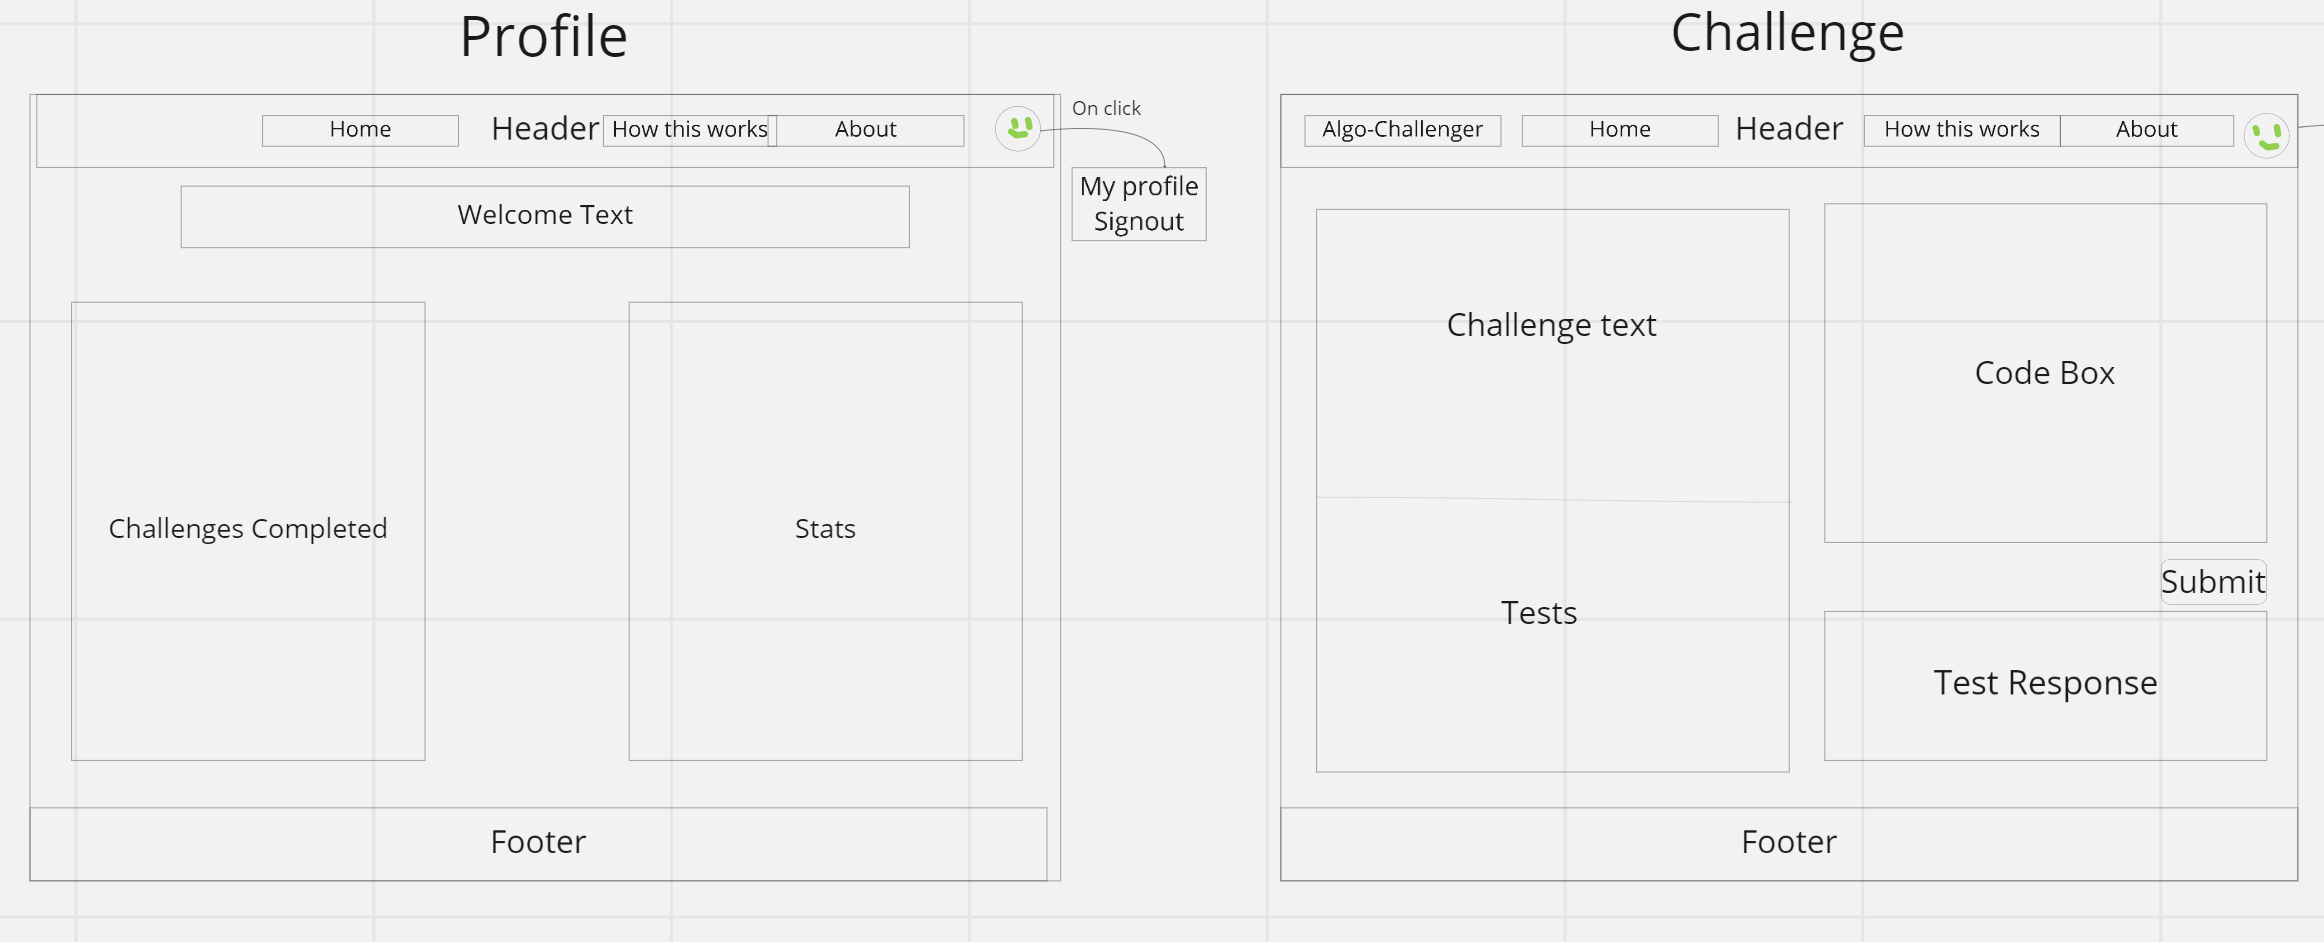 Profile
Home
Header
How this works
About
On click
My profile
Signout
Welcome Text
Challenges Completed
Stats
Footer
Challenge
Algo-Challenger
Home
Header
How this works
About
Challenge text
Code Box
Submit
Tests
Test Response
Footer